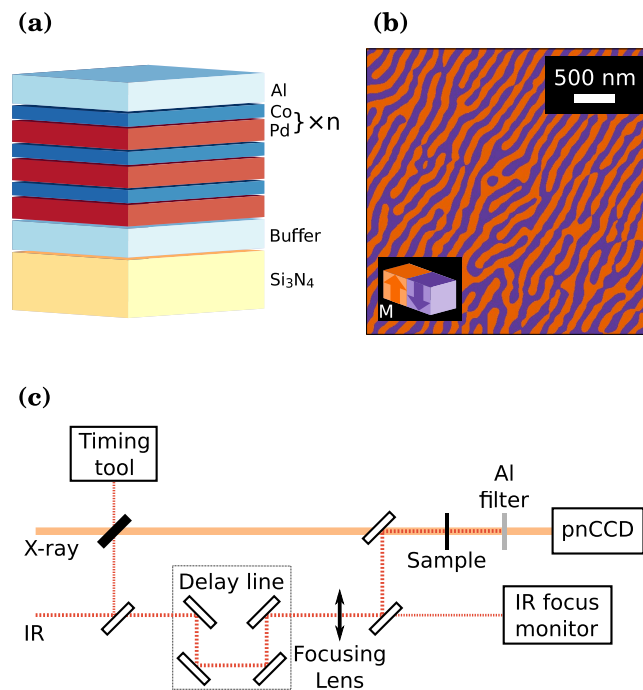 (a)
Al
Co
Pd
}×n
Buffer
Si₃N₄
(b)
500 nm
M
(c)
Timing
tool
X-ray
IR
Delay line
Focusing
Lens
Sample
Al
filter
pnCCD
IR focus
monitor